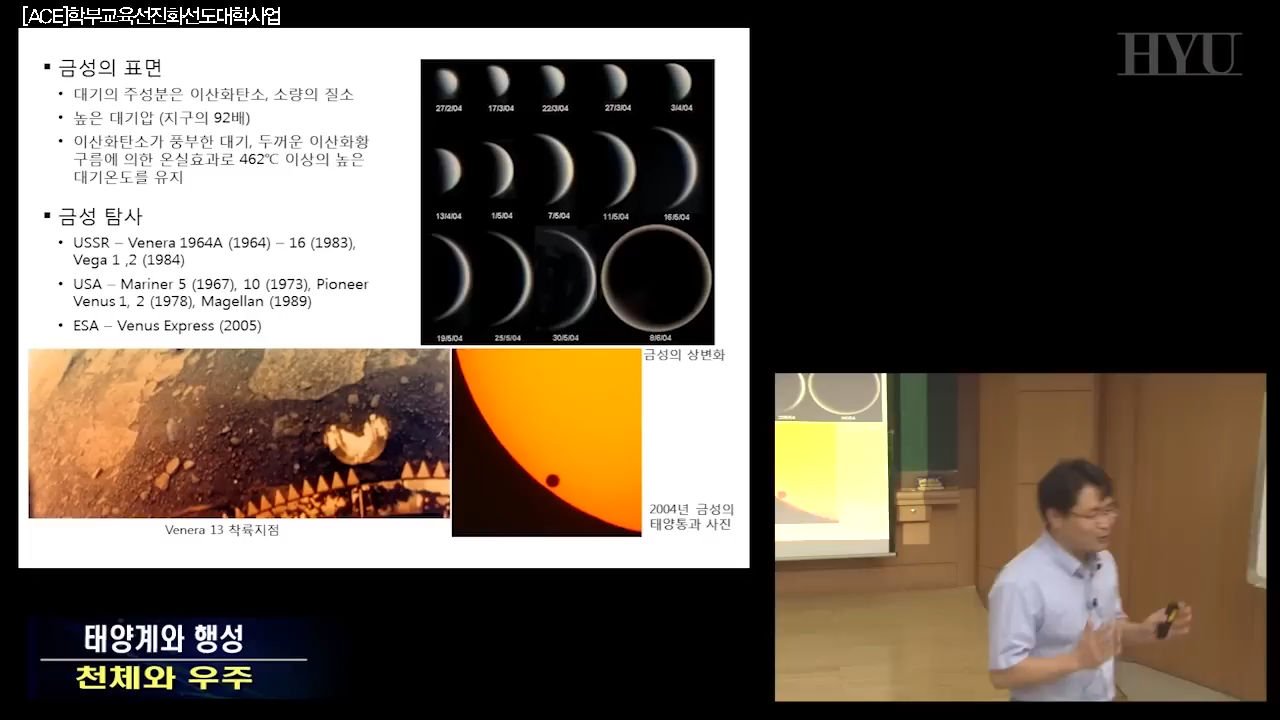 [ACE]학부교육선진화선도대학사업
HYU
▪ 금성의 표면
• 대기의 주성분은 이산화탄소, 소량의 질소
• 높은 대기압 (지구의 92배)
• 이산화탄소가 풍부한 대기, 두꺼운 이산화황
구름에 의한 온실효과로 462℃ 이상의 높은
대기온도를 유지
▪ 금성 탐사
• USSR – Venera 1964A (1964) – 16 (1983),
Vega 1 ,2 (1984)
• USA – Mariner 5 (1967), 10 (1973), Pioneer
Venus 1, 2 (1978), Magellan (1989)
• ESA – Venus Express (2005)
27/2/04 17/3/04 22/3/04 27/3/04 3/4/04
13/4/04 1/5/04 7/5/04 11/5/04 16/5/04
19/5/04 25/5/04 30/5/04 8/6/04
금성의 상변화
Venera 13 착륙지점
2004년 금성의
태양통과 사진
태양계와 행성
천체와 우주